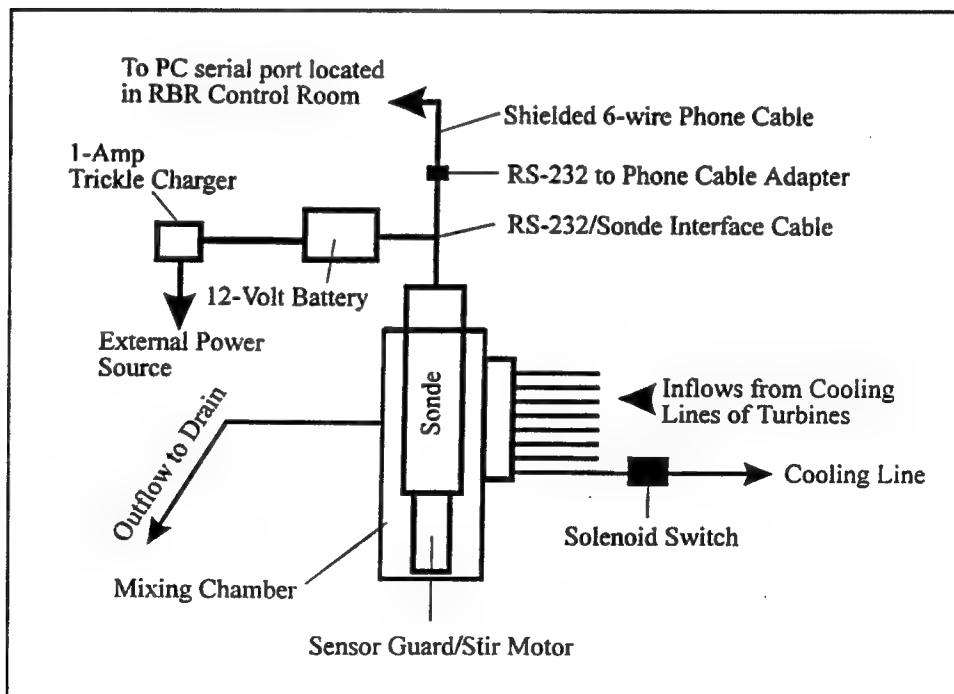 To PC serial port located
in RBR Control Room
Shielded 6-wire Phone Cable
1-Amp
Trickle Charger
RS-232 to Phone Cable Adapter
RS-232/Sonde Interface Cable
12-Volt Battery
External Power
Source
Sonde
Inflows from Cooling
Lines of Turbines
Outflow to Drain
Cooling Line
Solenoid Switch
Mixing Chamber
Sensor Guard/Stir Motor